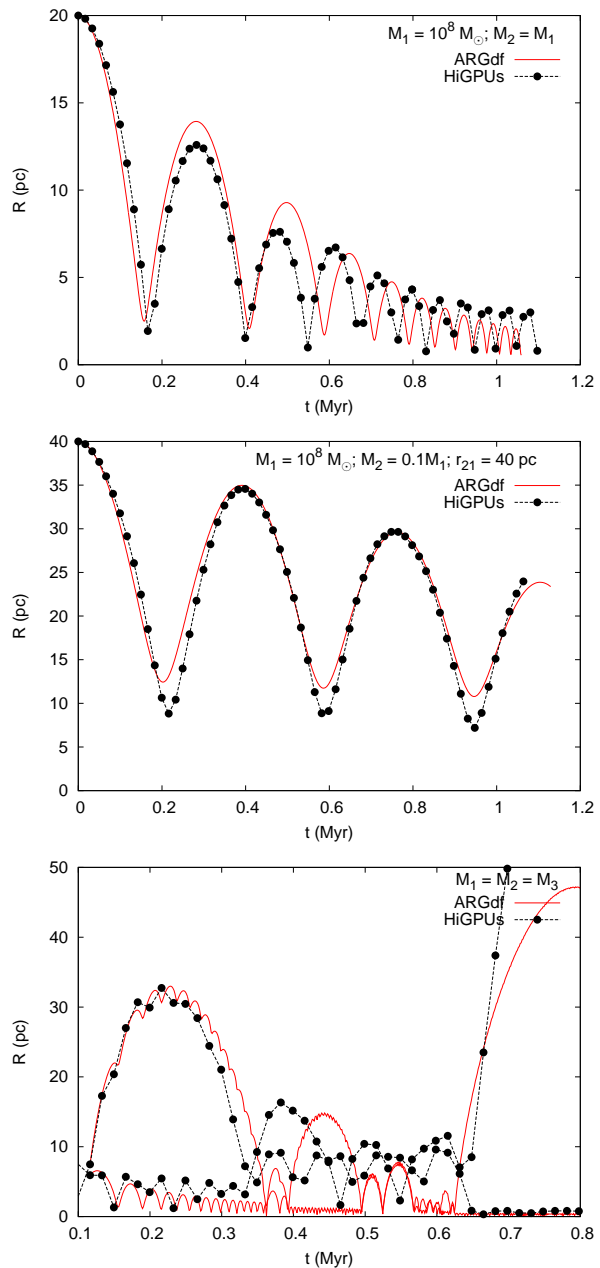 M₁ = 10⁸ M☉; M₂ = M₁
ARGdf
HiGPUs
20
15
10
5
0
R (pc)
0 0.2 0.4 0.6 0.8 1 1.2
t (Myr)
M₁ = 10⁸ M☉; M₂ = 0.1M₁; r₂₁ = 40 pc
ARGdf
HiGPUs
40
35
30
25
20
15
10
5
0
R (pc)
0 0.2 0.4 0.6 0.8 1 1.2
t (Myr)
M₁ = M₂ = M₃
ARGdf
HiGPUs
50
40
30
20
10
0
R (pc)
0.1 0.2 0.3 0.4 0.5 0.6 0.7 0.8
t (Myr)